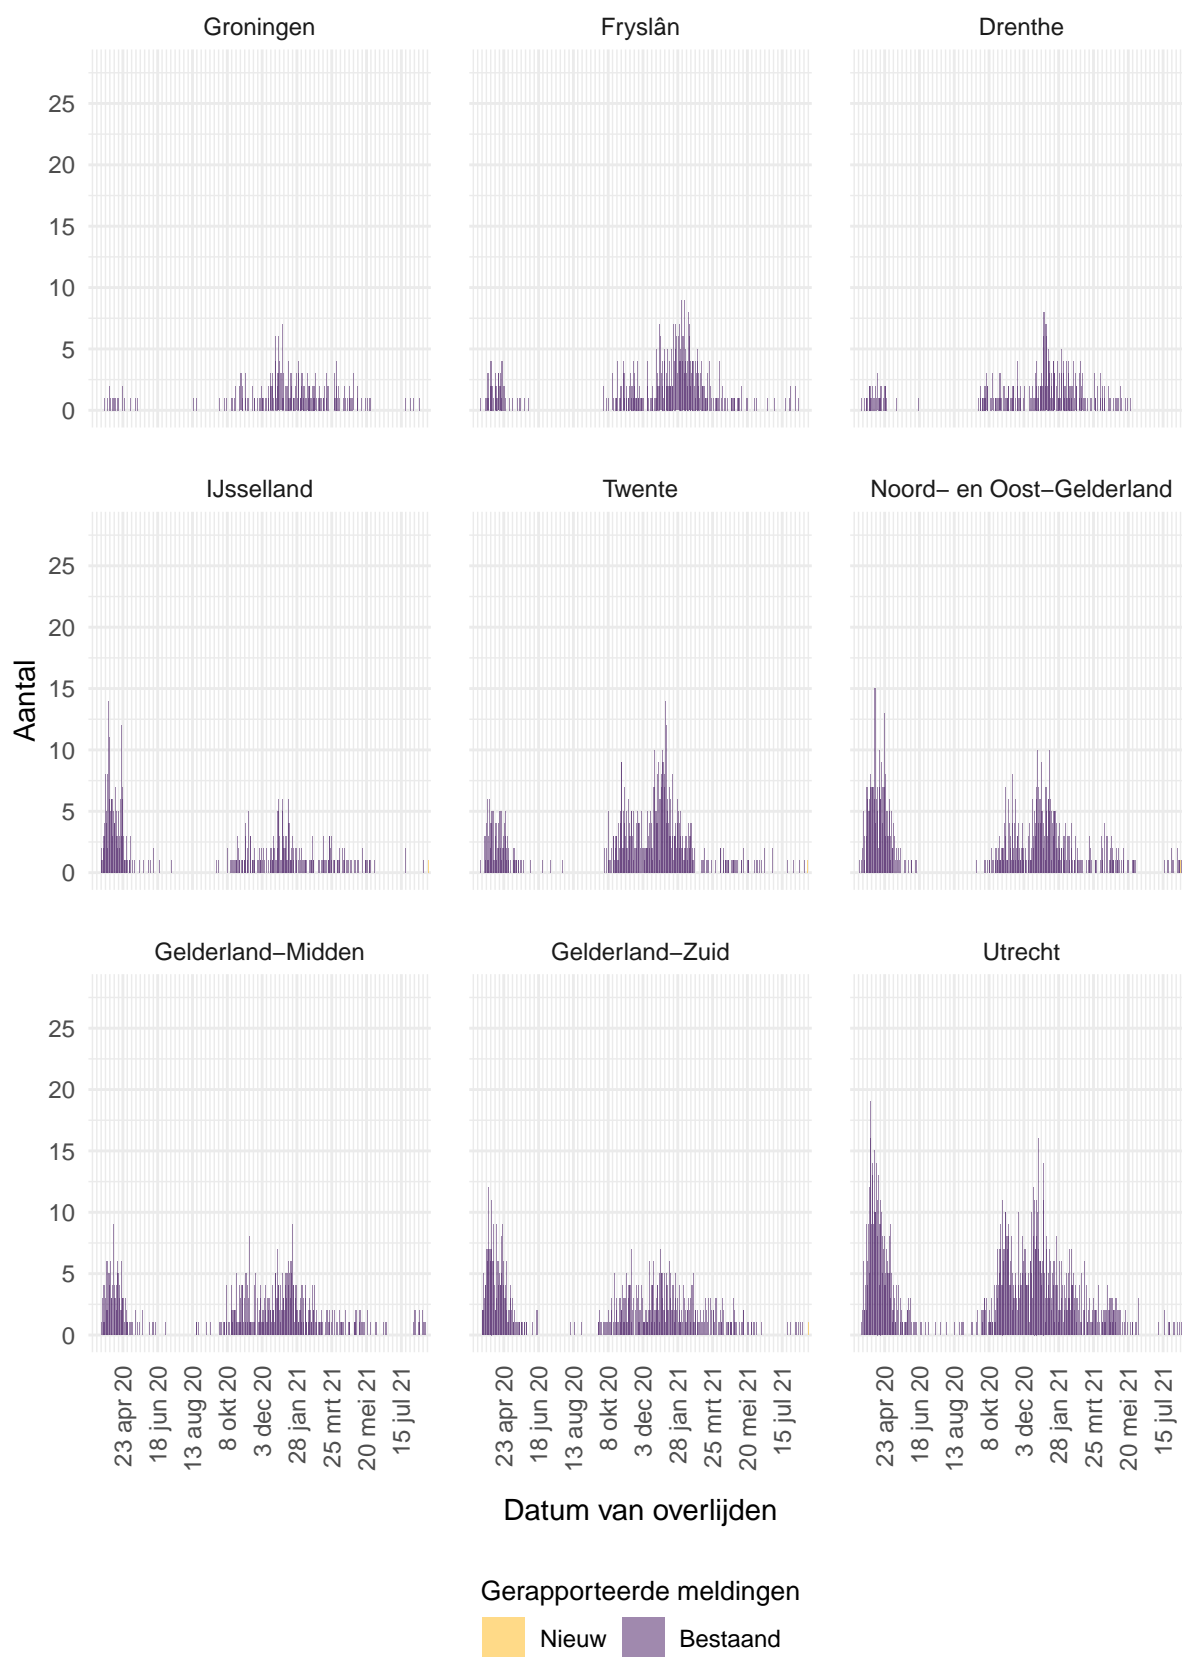 Groningen Fryslân Drenthe
25
20
15
10
5
0
IJsselland Twente Noord− en Oost−Gelderland
25
20
15
10
5
0
Aantal
Gelderland−Midden Gelderland−Zuid Utrecht
25
20
15
10
5
0
23 apr 20 18 jun 20 13 aug 20 8 okt 20 3 dec 20 28 jan 21 25 mrt 21 20 mei 21 15 jul 21 23 apr 20 18 jun 20 13 aug 20 8 okt 20 3 dec 20 28 jan 21 25 mrt 21 20 mei 21 15 jul 21 23 apr 20 18 jun 20 13 aug 20 8 okt 20 3 dec 20 28 jan 21 25 mrt 21 20 mei 21 15 jul 21
Datum van overlijden
Gerapporteerde meldingen
Nieuw Bestaand